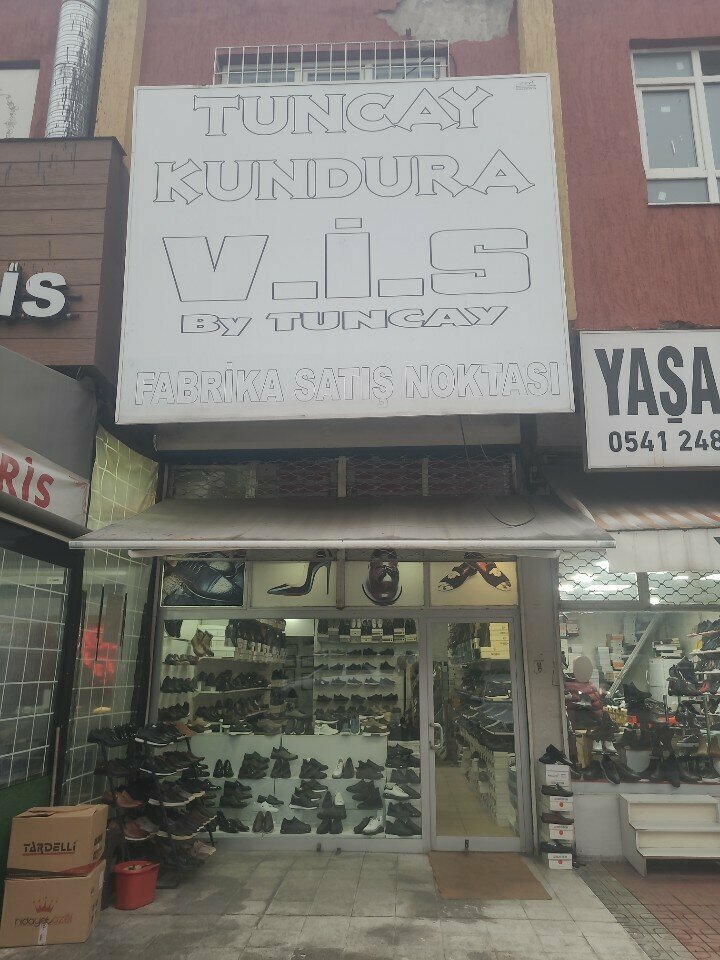 TUNCAY
KUNDURA
V.İ.S
By TUNCAY
FABRİKA SATIŞ NOKTASI
İS
RİS
YAŞA
0541 248
TARDELLİ